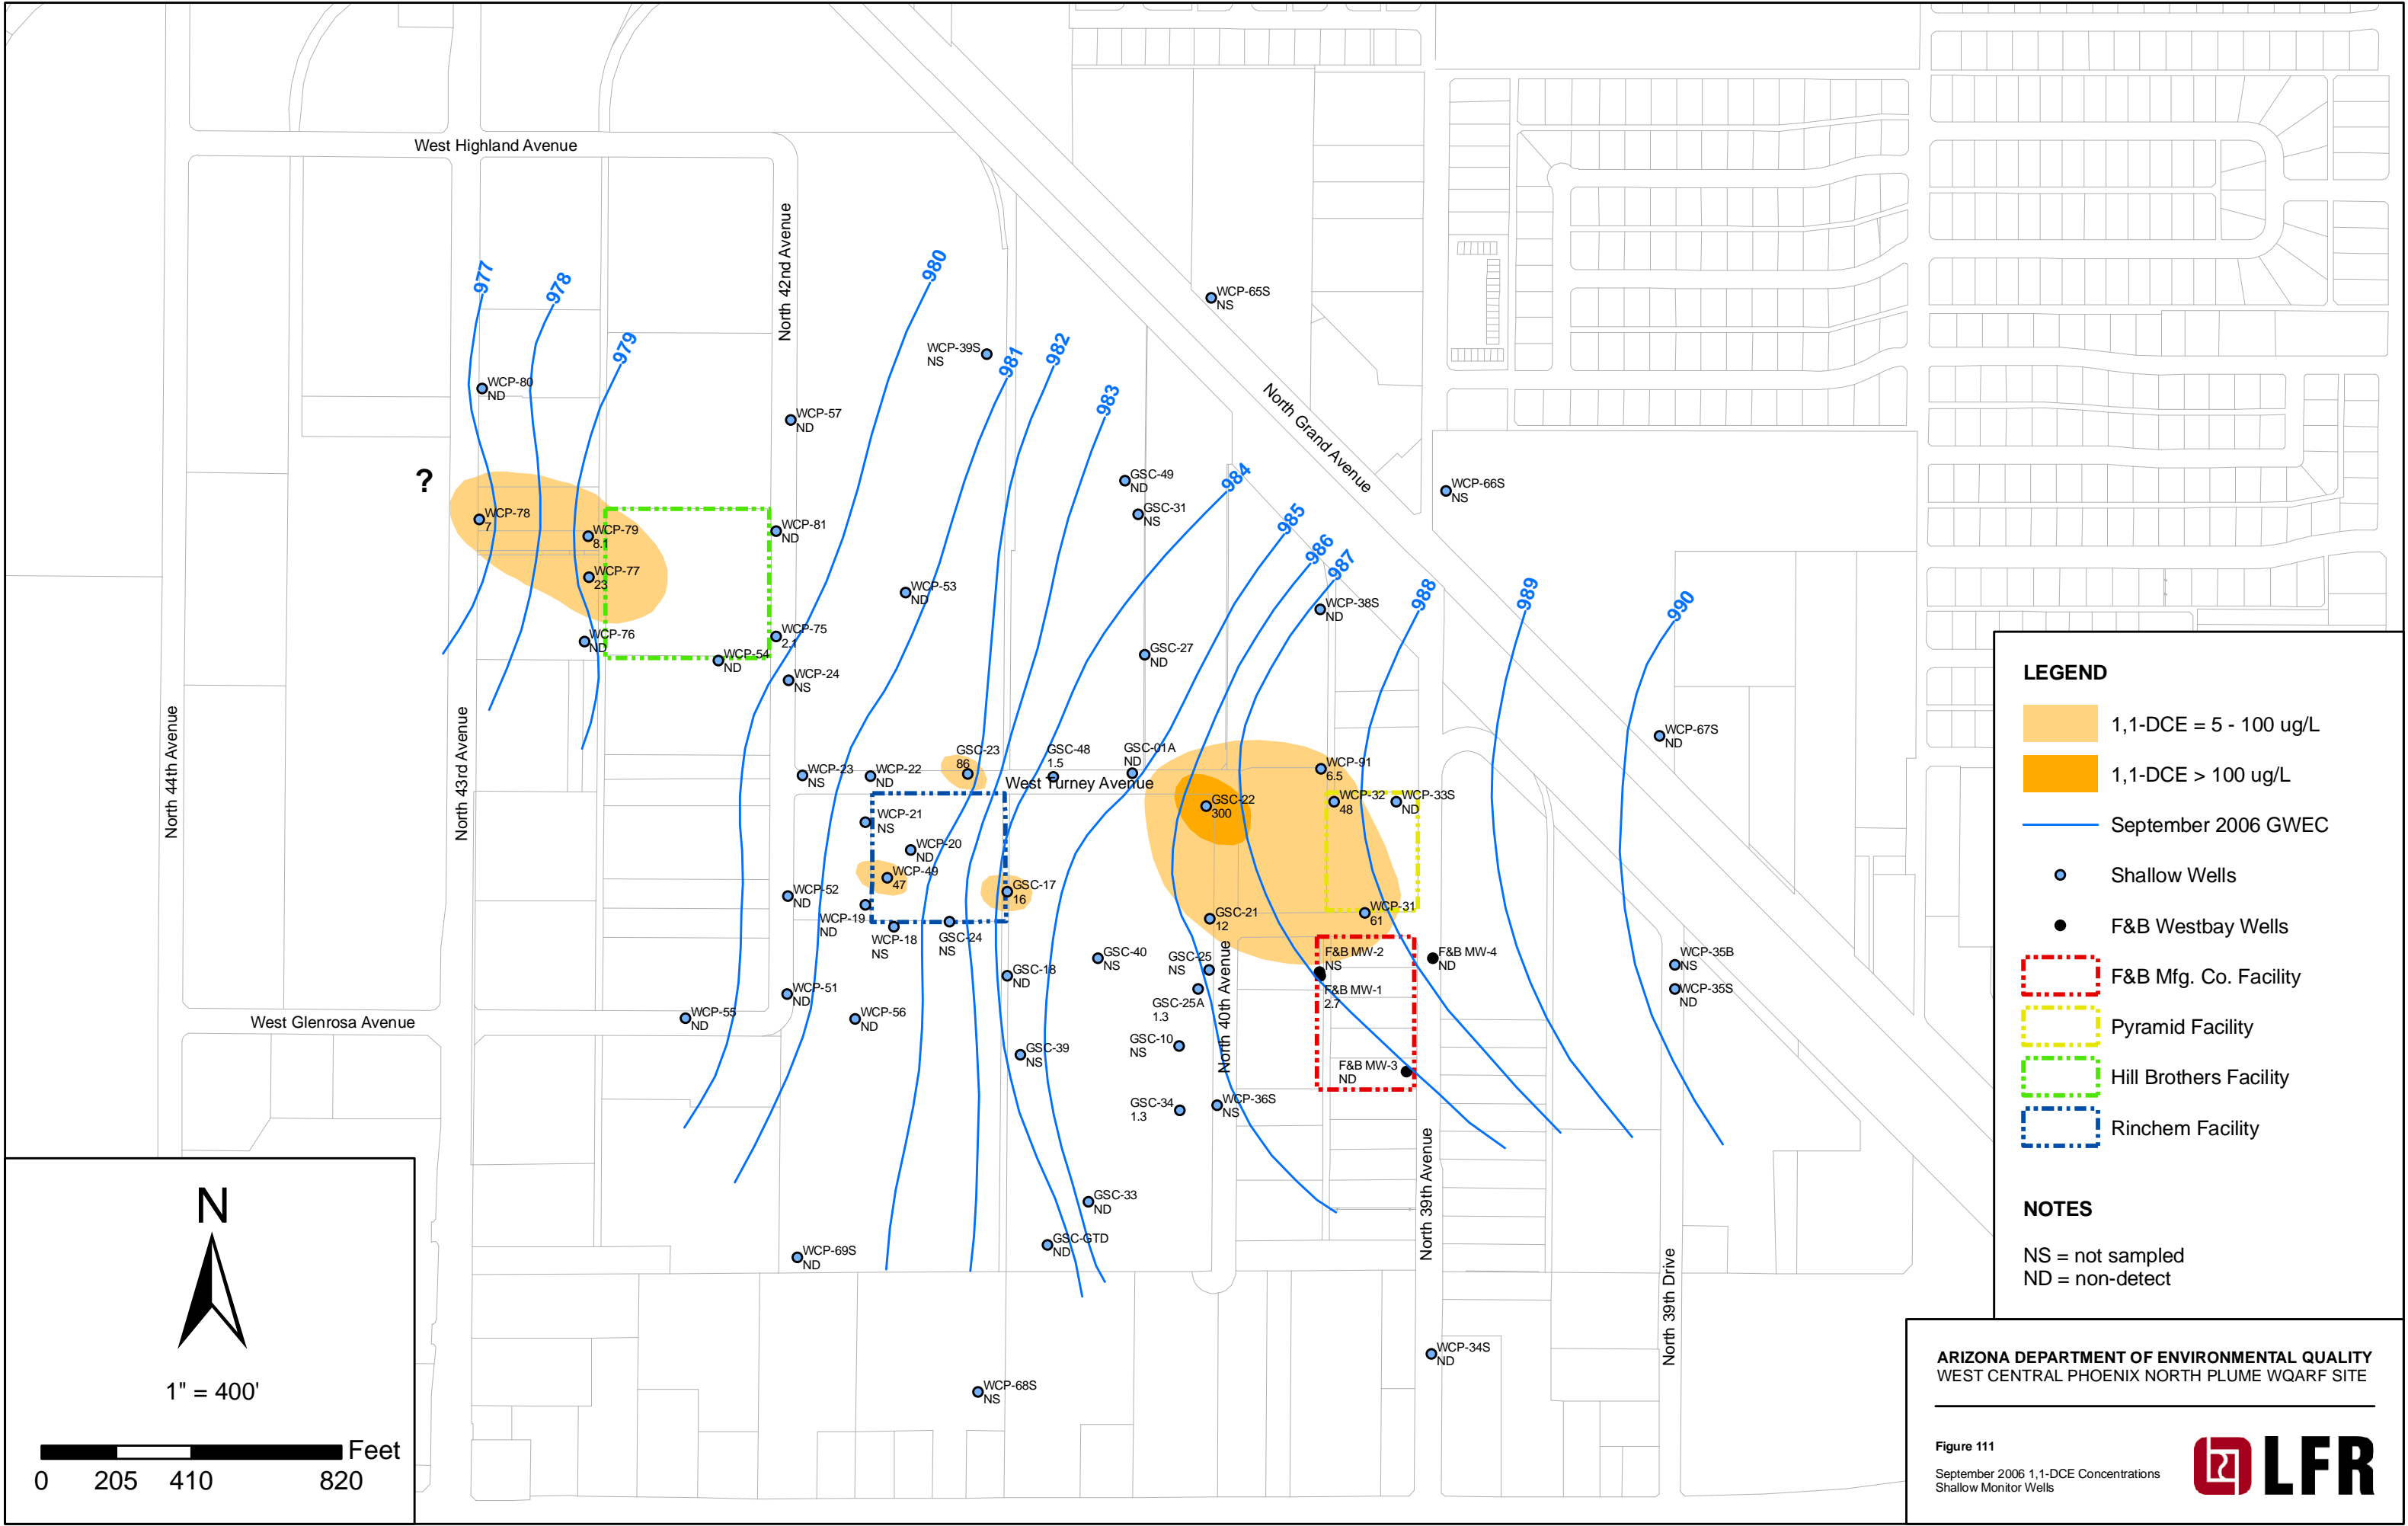 West Highland Avenue
North 42nd Avenue
977
978
979
980
981
982
983
984
985
986
987
988
989
990
WCP-65S
NS
WCP-39S
NS
WCP-80
ND
WCP-57
ND
North Grand Avenue
?
GSC-49
ND
GSC-31
NS
WCP-66S
NS
WCP-78
7
WCP-79
8.1
WCP-81
ND
WCP-77
23
WCP-53
ND
WCP-38S
ND
WCP-76
ND
WCP-75
2.1
WCP-54
ND
WCP-24
NS
GSC-27
ND
North 44th Avenue
North 43rd Avenue
WCP-67S
ND
WCP-23
NS
WCP-22
ND
GSC-23
86
GSC-48
1.5
GSC-01A
ND
West Turney Avenue
WCP-91
6.5
GSC-22
300
WCP-32
48
WCP-33S
ND
WCP-21
NS
WCP-20
ND
WCP-49
47
WCP-52
ND
WCP-19
ND
GSC-17
16
WCP-18
NS
GSC-24
NS
GSC-21
12
WCP-31
61
GSC-40
NS
GSC-25
NS
F&B MW-2
NS
F&B MW-4
ND
F&B MW-1
2.7
WCP-35B
NS
WCP-35S
ND
GSC-18
ND
WCP-51
ND
GSC-25A
1.3
WCP-55
ND
WCP-56
ND
West Glenrosa Avenue
GSC-39
NS
GSC-10
NS
North 40th Avenue
F&B MW-3
ND
GSC-34
1.3
WCP-36S
NS
North 39th Avenue
GSC-33
ND
GSC-GTD
ND
WCP-69S
ND
North 39th Drive
WCP-34S
ND
WCP-68S
NS
N
1" = 400'
Feet
0 205 410 820
LEGEND
1,1-DCE = 5 - 100 ug/L
1,1-DCE > 100 ug/L
September 2006 GWEC
Shallow Wells
F&B Westbay Wells
F&B Mfg. Co. Facility
Pyramid Facility
Hill Brothers Facility
Rinchem Facility
NOTES
NS = not sampled
ND = non-detect
ARIZONA DEPARTMENT OF ENVIRONMENTAL QUALITY
WEST CENTRAL PHOENIX NORTH PLUME WQARF SITE
Figure 111
September 2006 1,1-DCE Concentrations
Shallow Monitor Wells
LFR